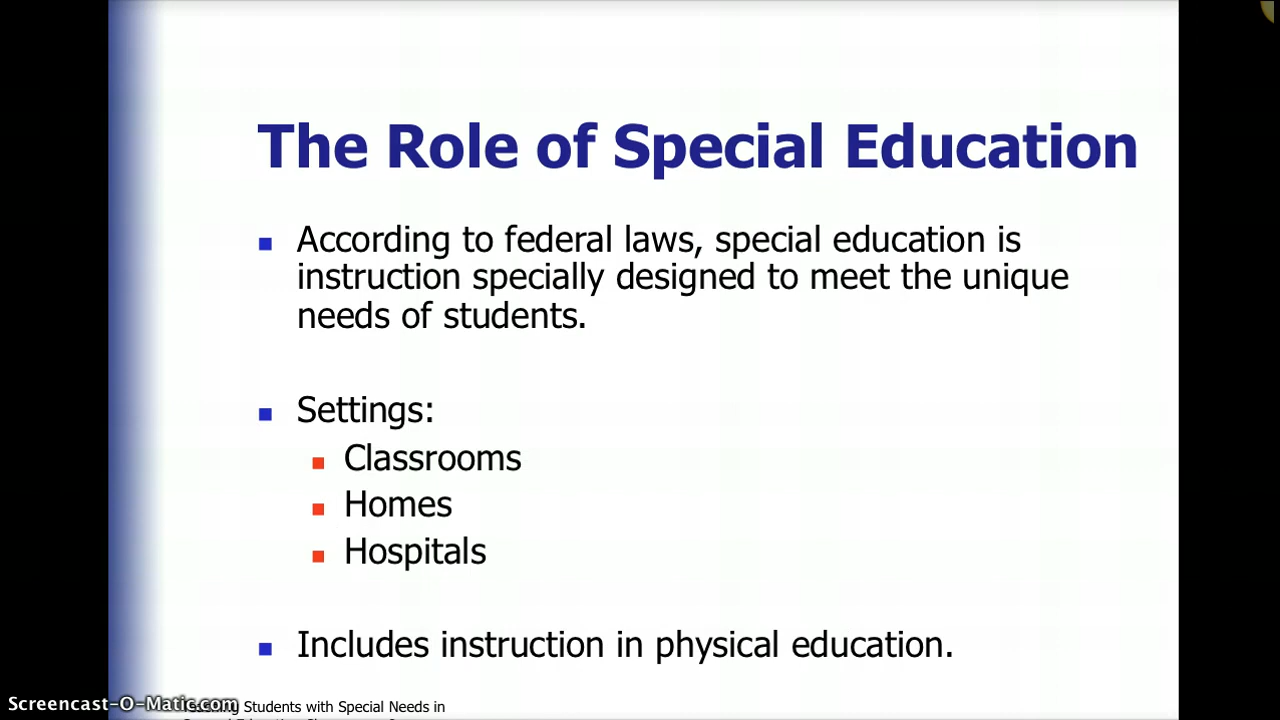 The Role of Special Education
According to federal laws, special education is
instruction specially designed to meet the unique
needs of students.
Settings:
Classrooms
Homes
Hospitals
Includes instruction in physical education.
Screencast-O-Matic.com
Students with Special Needs in